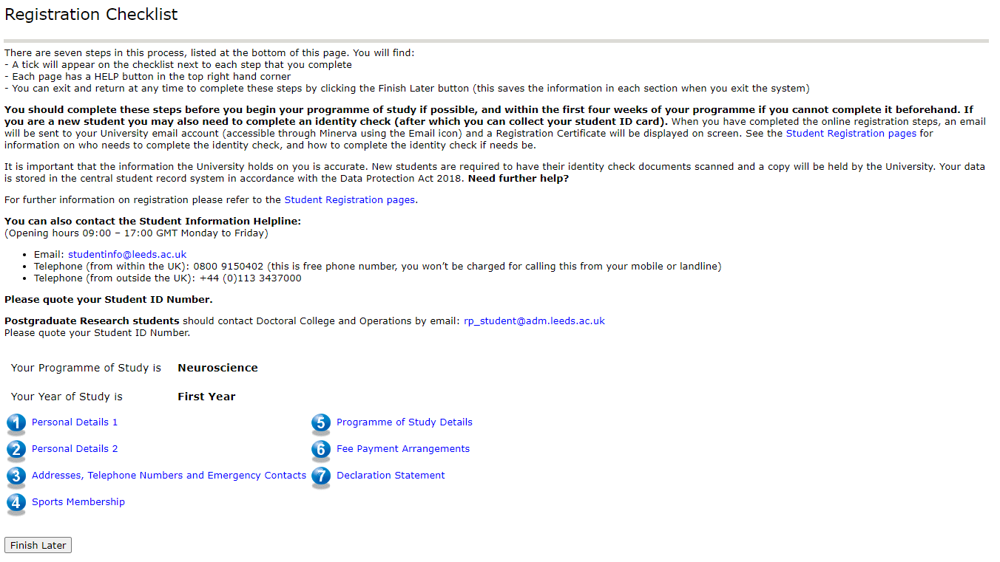 Registration Checklist
There are seven steps in this process, listed at the bottom of this page. You will find:
- A tick will appear on the checklist next to each step that you complete
- Each page has a HELP button in the top right hand corner
- You can exit and return at any time to complete these steps by clicking the Finish Later button (this saves the information in each section when you exit the system)
You should complete these steps before you begin your programme of study if possible, and within the first four weeks of your programme if you cannot complete it beforehand. If
you are a new student you may also need to complete an identity check (after which you can collect your student ID card). When you have completed the online registration steps, an email
will be sent to your University email account (accessible through Minerva using the Email icon) and a Registration Certificate will be displayed on screen. See the Student Registration pages for
information on who needs to complete the identity check, and how to complete the identity check if needs be.
It is important that the information the University holds on you is accurate. New students are required to have their identity check documents scanned and a copy will be held by the University. Your data
is stored in the central student record system in accordance with the Data Protection Act 2018. Need further help?
For further information on registration please refer to the Student Registration pages.
You can also contact the Student Information Helpline:
(Opening hours 09:00 – 17:00 GMT Monday to Friday)
• Email: studentinfo@leeds.ac.uk
• Telephone (from within the UK): 0800 9150402 (this is free phone number, you won't be charged for calling this from your mobile or landline)
• Telephone (from outside the UK): +44 (0)113 3437000
Please quote your Student ID Number.
Postgraduate Research students should contact Doctoral College and Operations by email: rp_student@adm.leeds.ac.uk
Please quote your Student ID Number.
Your Programme of Study is Neuroscience
Your Year of Study is First Year
1 Personal Details 1
2 Personal Details 2
3 Addresses, Telephone Numbers and Emergency Contacts
4 Sports Membership
5 Programme of Study Details
6 Fee Payment Arrangements
7 Declaration Statement
Finish Later